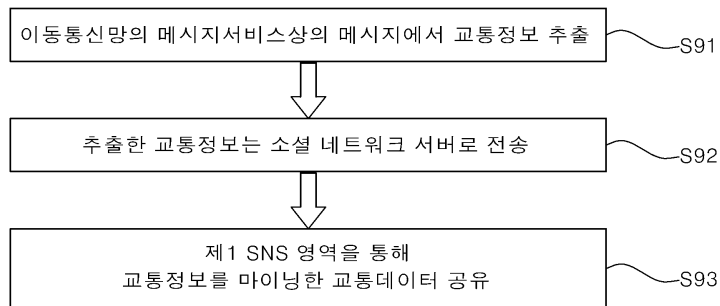 이동통신망의 메시지서비스상의 메시지에서 교통정보 추출
S91
추출한 교통정보는 소셜 네트워크 서버로 전송
S92
제1 SNS 영역을 통해
교통정보를 마이닝한 교통데이터 공유
S93